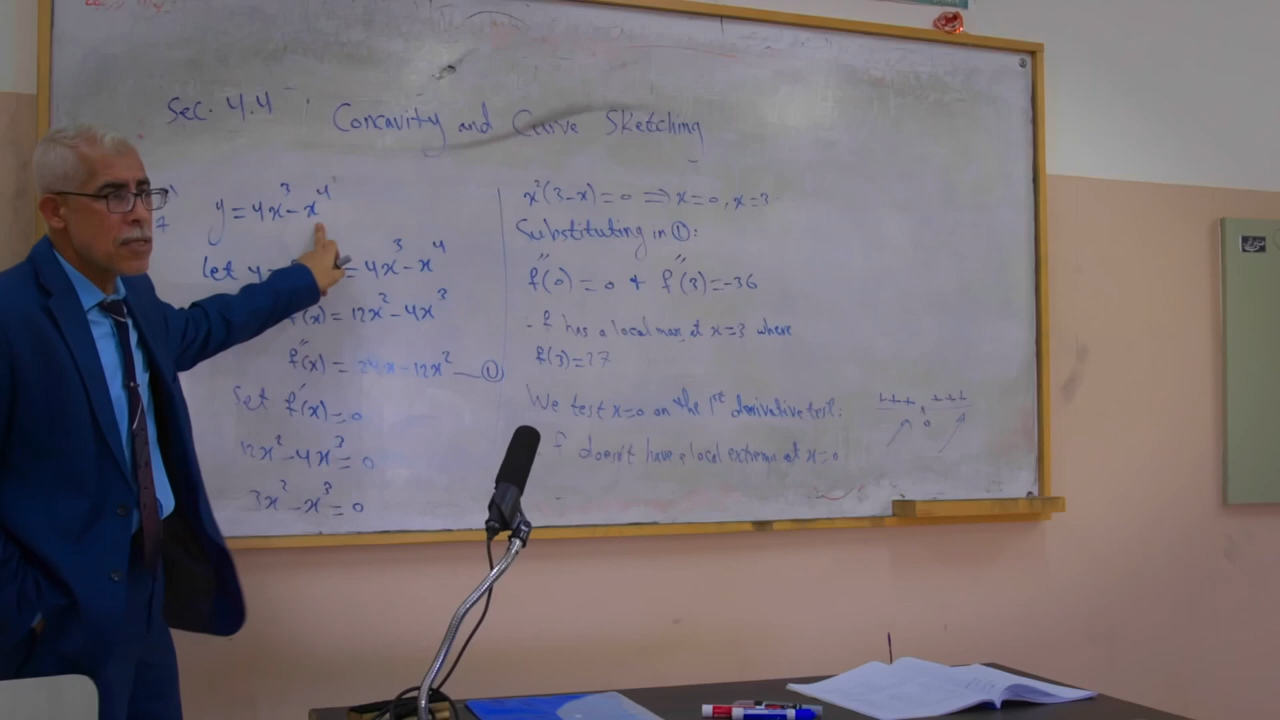 Sec. 4.4 Concavity and Curve Sketching
y = 4x³ - x⁴
let y = 4x³ - x⁴
f'(x) = 12x² - 4x³
f''(x) = 24x - 12x² — ①
Set f'(x) = 0
12x² - 4x³ = 0
3x² - x³ = 0
x²(3-x) = 0 ⟹ x = 0, x = 3
Substituting in ①:
f''(0) = 0 & f''(3) = -36
∴ f has a local max at x = 3 where
f(3) = 27
We test x = 0 on the 1st derivative test:
+++ +++
0
f doesn't have a local extrema at x = 0